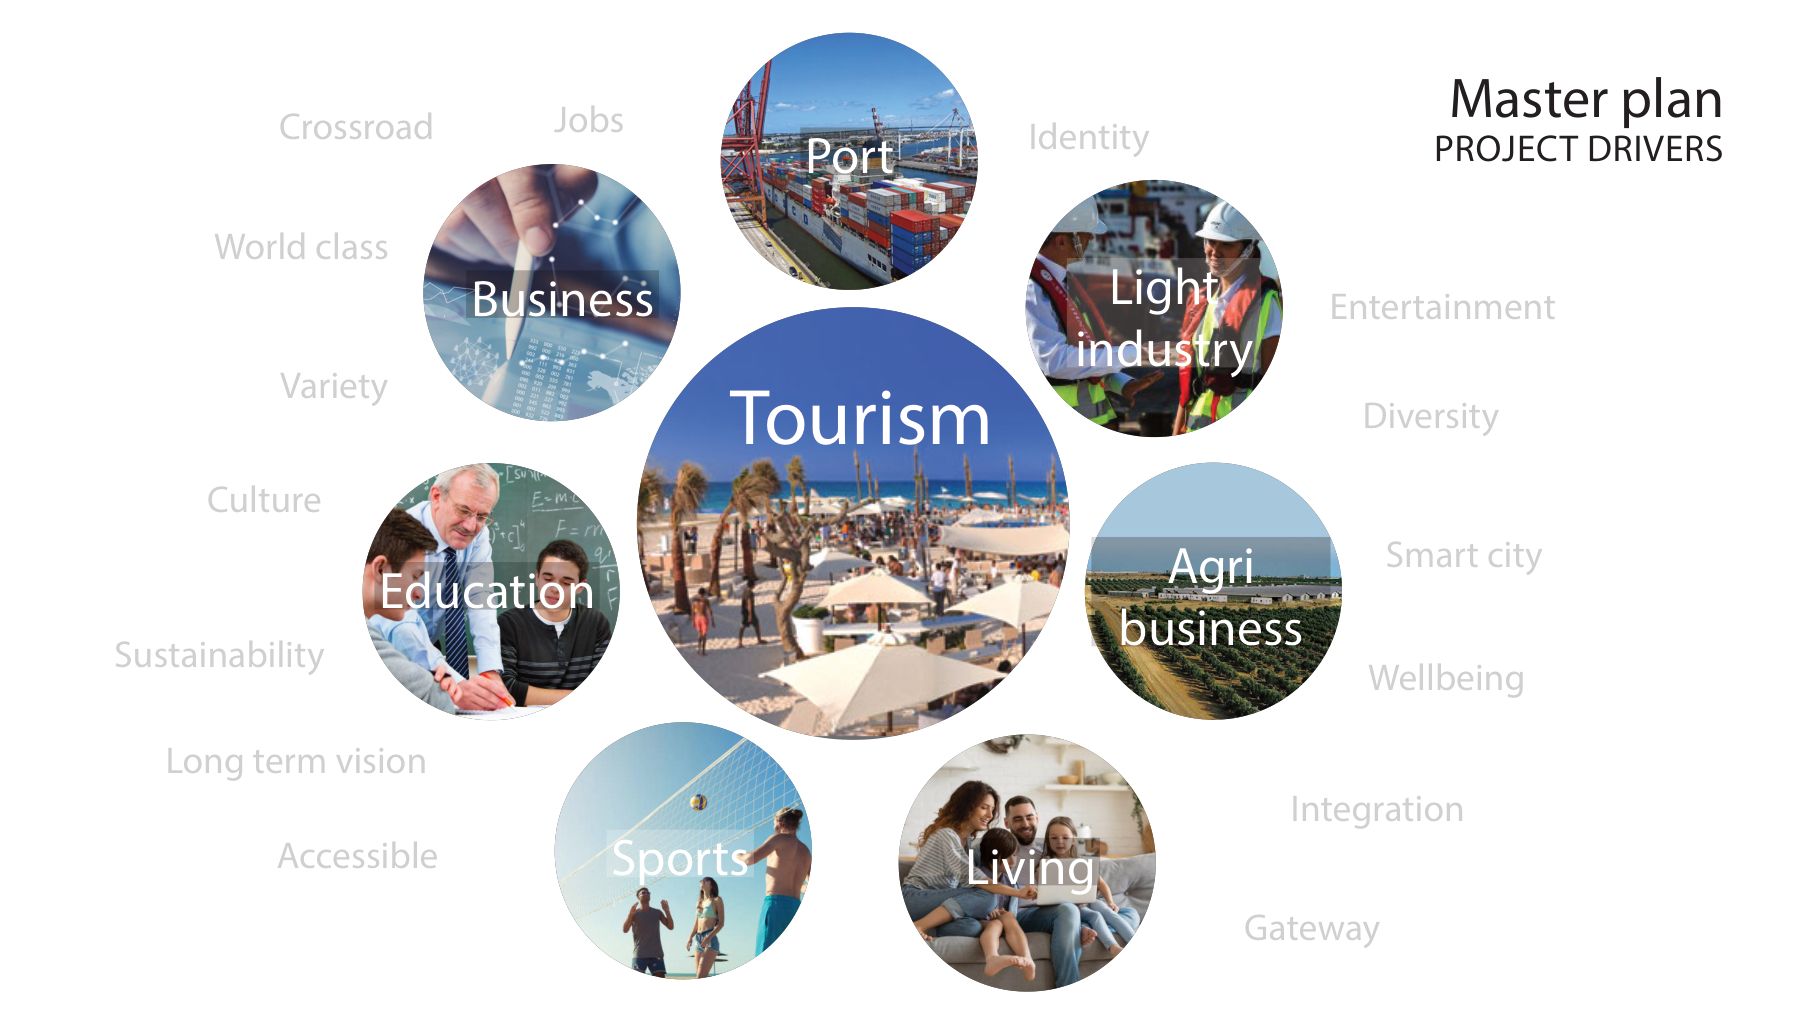 Master plan
PROJECT DRIVERS
Crossroad
Jobs
Port
Identity
World class
Business
Light
industry
Entertainment
Variety
Tourism
Diversity
Culture
Education
Agri
business
Smart city
Sustainability
Wellbeing
Long term vision
Sports
Living
Integration
Accessible
Gateway